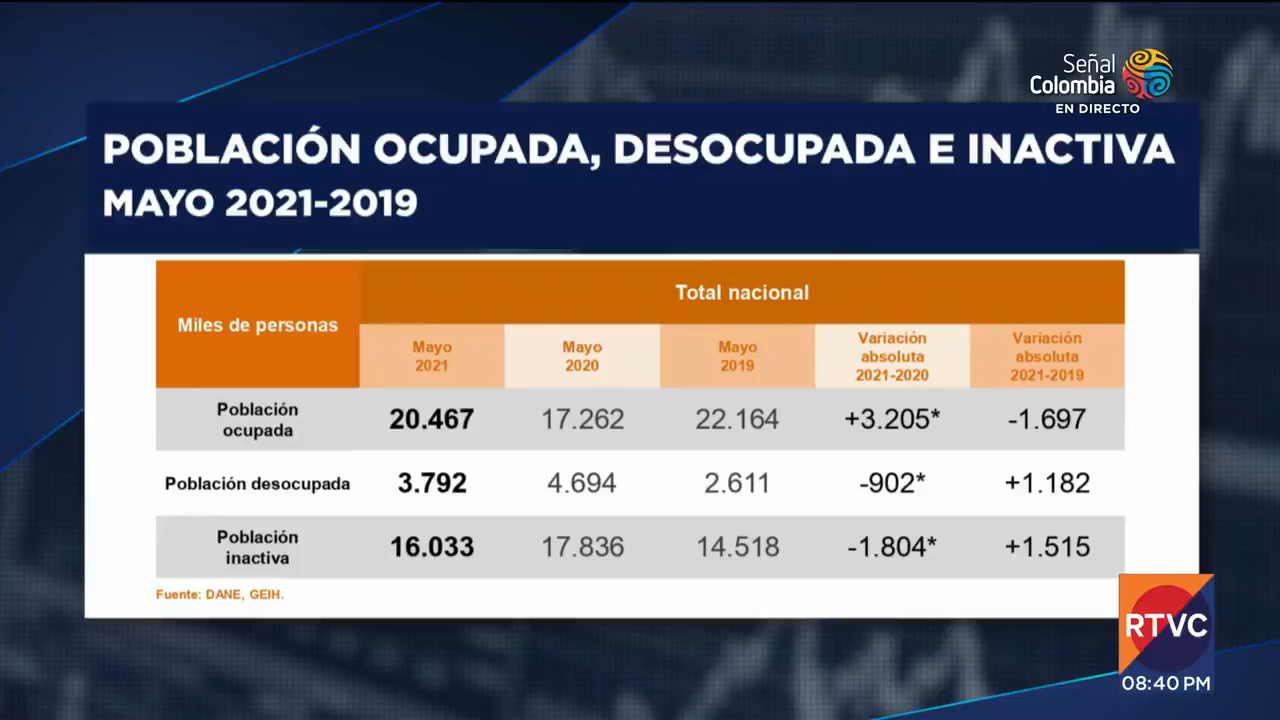 Señal
Colombia
EN DIRECTO
POBLACIÓN OCUPADA, DESOCUPADA E INACTIVA
MAYO 2021-2019
Miles de personas
Total nacional
Mayo
2021
Mayo
2020
Mayo
2019
Variación
absoluta
2021-2020
Variación
absoluta
2021-2019
Población
ocupada
20.467
17.262
22.164
+3.205*
-1.697
Población desocupada
3.792
4.694
2.611
-902*
+1.182
Población
inactiva
16.033
17.836
14.518
-1.804*
+1.515
Fuente: DANE, GEIH.
RTVC
08:40 PM